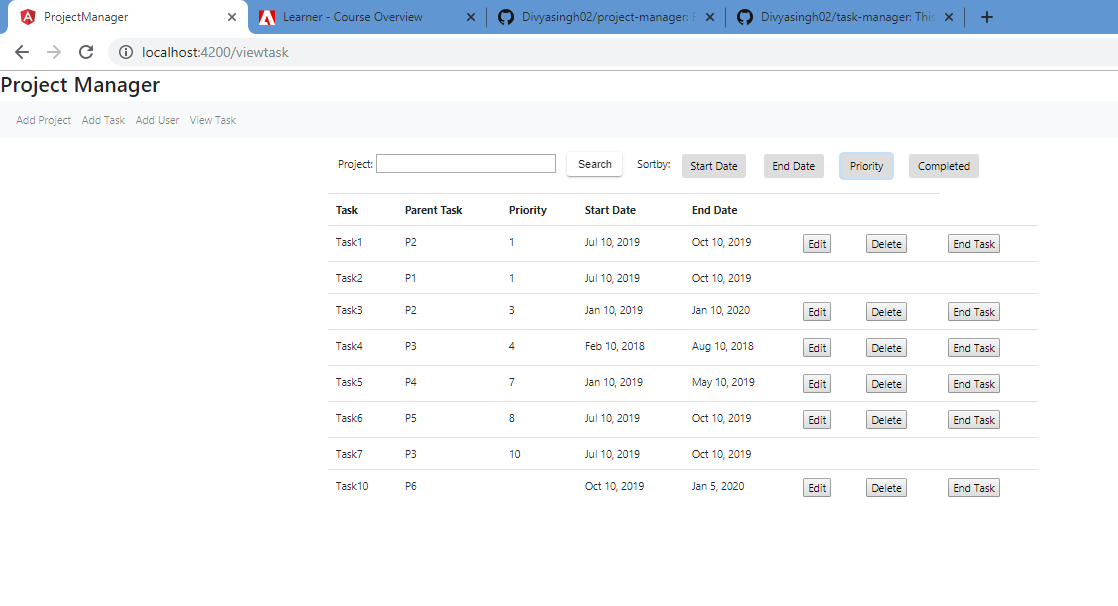 ProjectManager Learner - Course Overview Divyasingh02/project-manager: Divyasingh02/task-manager: This
localhost:4200/viewtask
Project Manager
Add Project Add Task Add User View Task
Project: Search Sortby: Start Date End Date Priority Completed
Task Parent Task Priority Start Date End Date
Task1 P2 1 Jul 10, 2019 Oct 10, 2019 Edit Delete End Task
Task2 P1 1 Jul 10, 2019 Oct 10, 2019
Task3 P2 3 Jan 10, 2019 Jan 10, 2020 Edit Delete End Task
Task4 P3 4 Feb 10, 2018 Aug 10, 2018 Edit Delete End Task
Task5 P4 7 Jan 10, 2019 May 10, 2019 Edit Delete End Task
Task6 P5 8 Jul 10, 2019 Oct 10, 2019 Edit Delete End Task
Task7 P3 10 Jul 10, 2019 Oct 10, 2019
Task10 P6 Oct 10, 2019 Jan 5, 2020 Edit Delete End Task